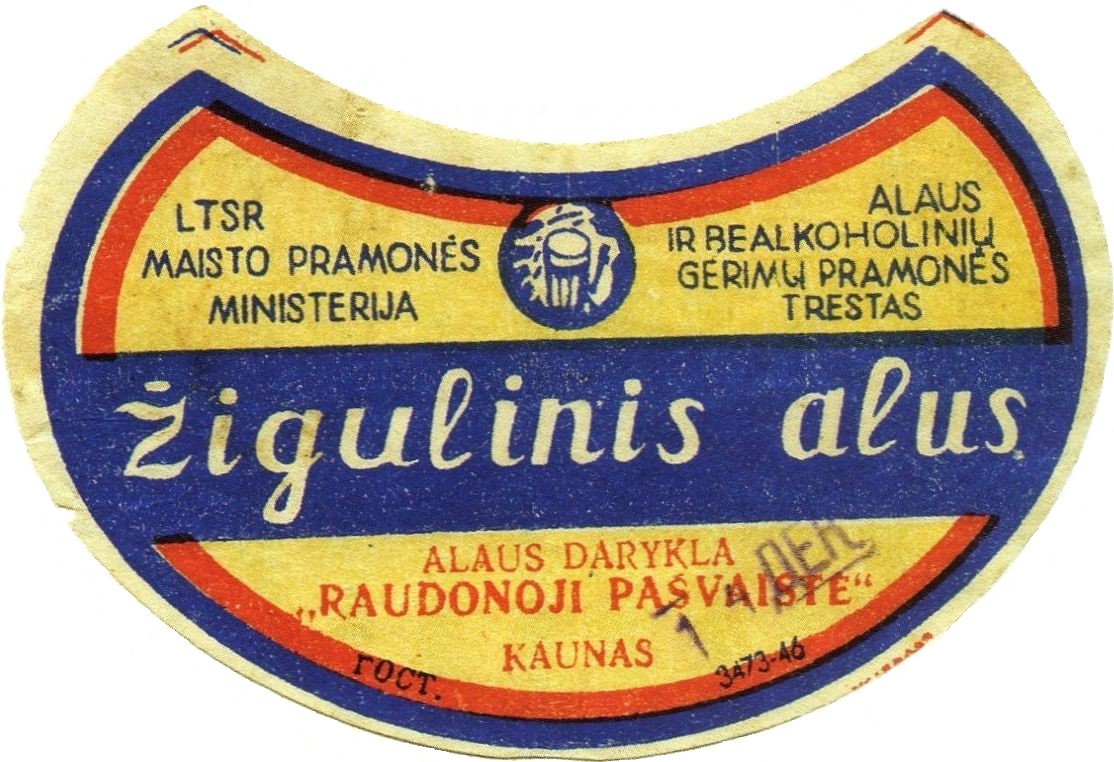 LTSR
MAISTO PRAMONĖS
MINISTERIJA
ALAUS
IR BEALKOHOLINIŲ
GĖRIMŲ PRAMONĖS
TRESTAS
žigulinis alus
ALAUS DARYKLA
„RAUDONOJI PAŠVAISTĖ“
KAUNAS
ГОСТ.
3473-46